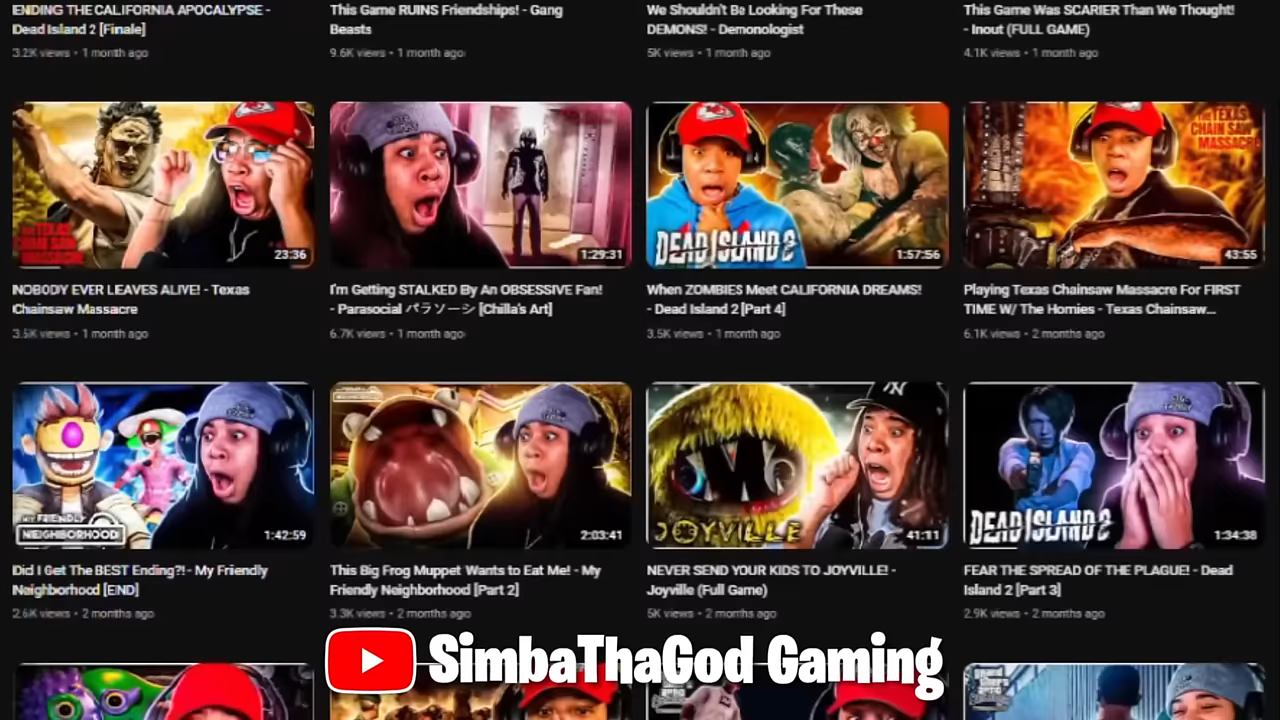 ENDING THE CALIFORNIA APOCALYPSE -
Dead Island 2 [Finale]
3.2K views • 1 month ago
This Game RUINS Friendships! - Gang
Beasts
9.6K views • 1 month ago
We Shouldn't Be Looking For These
DEMONS! - Demonologist
5K views • 1 month ago
This Game Was SCARIER Than We Thought!
- Inout (FULL GAME)
4.1K views • 1 month ago
THE TEXAS
CHAIN SAW
MASSACRE
23:36
1:29:31
DEAD ISLAND 2
1:57:56
THE TEXAS
CHAIN SAW
MASSACRE
43:55
NOBODY EVER LEAVES ALIVE! - Texas
Chainsaw Massacre
3.5K views • 1 month ago
I'm Getting STALKED By An OBSESSIVE Fan!
- Parasocial パラソーシ [Chilla's Art]
6.7K views • 1 month ago
When ZOMBIES Meet CALIFORNIA DREAMS!
- Dead Island 2 [Part 4]
3.5K views • 1 month ago
Playing Texas Chainsaw Massacre For FIRST
TIME W/ The Homies - Texas Chainsaw...
6.1K views • 2 months ago
MY FRIENDLY
NEIGHBORHOOD
1:42:59
2:03:41
JOYVILLE
41:11
DEAD ISLAND 2
1:34:38
Did I Get The BEST Ending?! - My Friendly
Neighborhood [END]
2.6K views • 2 months ago
This Big Frog Muppet Wants to Eat Me! - My
Friendly Neighborhood [Part 2]
3.3K views • 2 months ago
NEVER SEND YOUR KIDS TO JOYVILLE! -
Joyville (Full Game)
5K views • 2 months ago
FEAR THE SPREAD OF THE PLAGUE! - Dead
Island 2 [Part 3]
2.9K views • 2 months ago
SimbaThaGod Gaming
grand
theft
auto